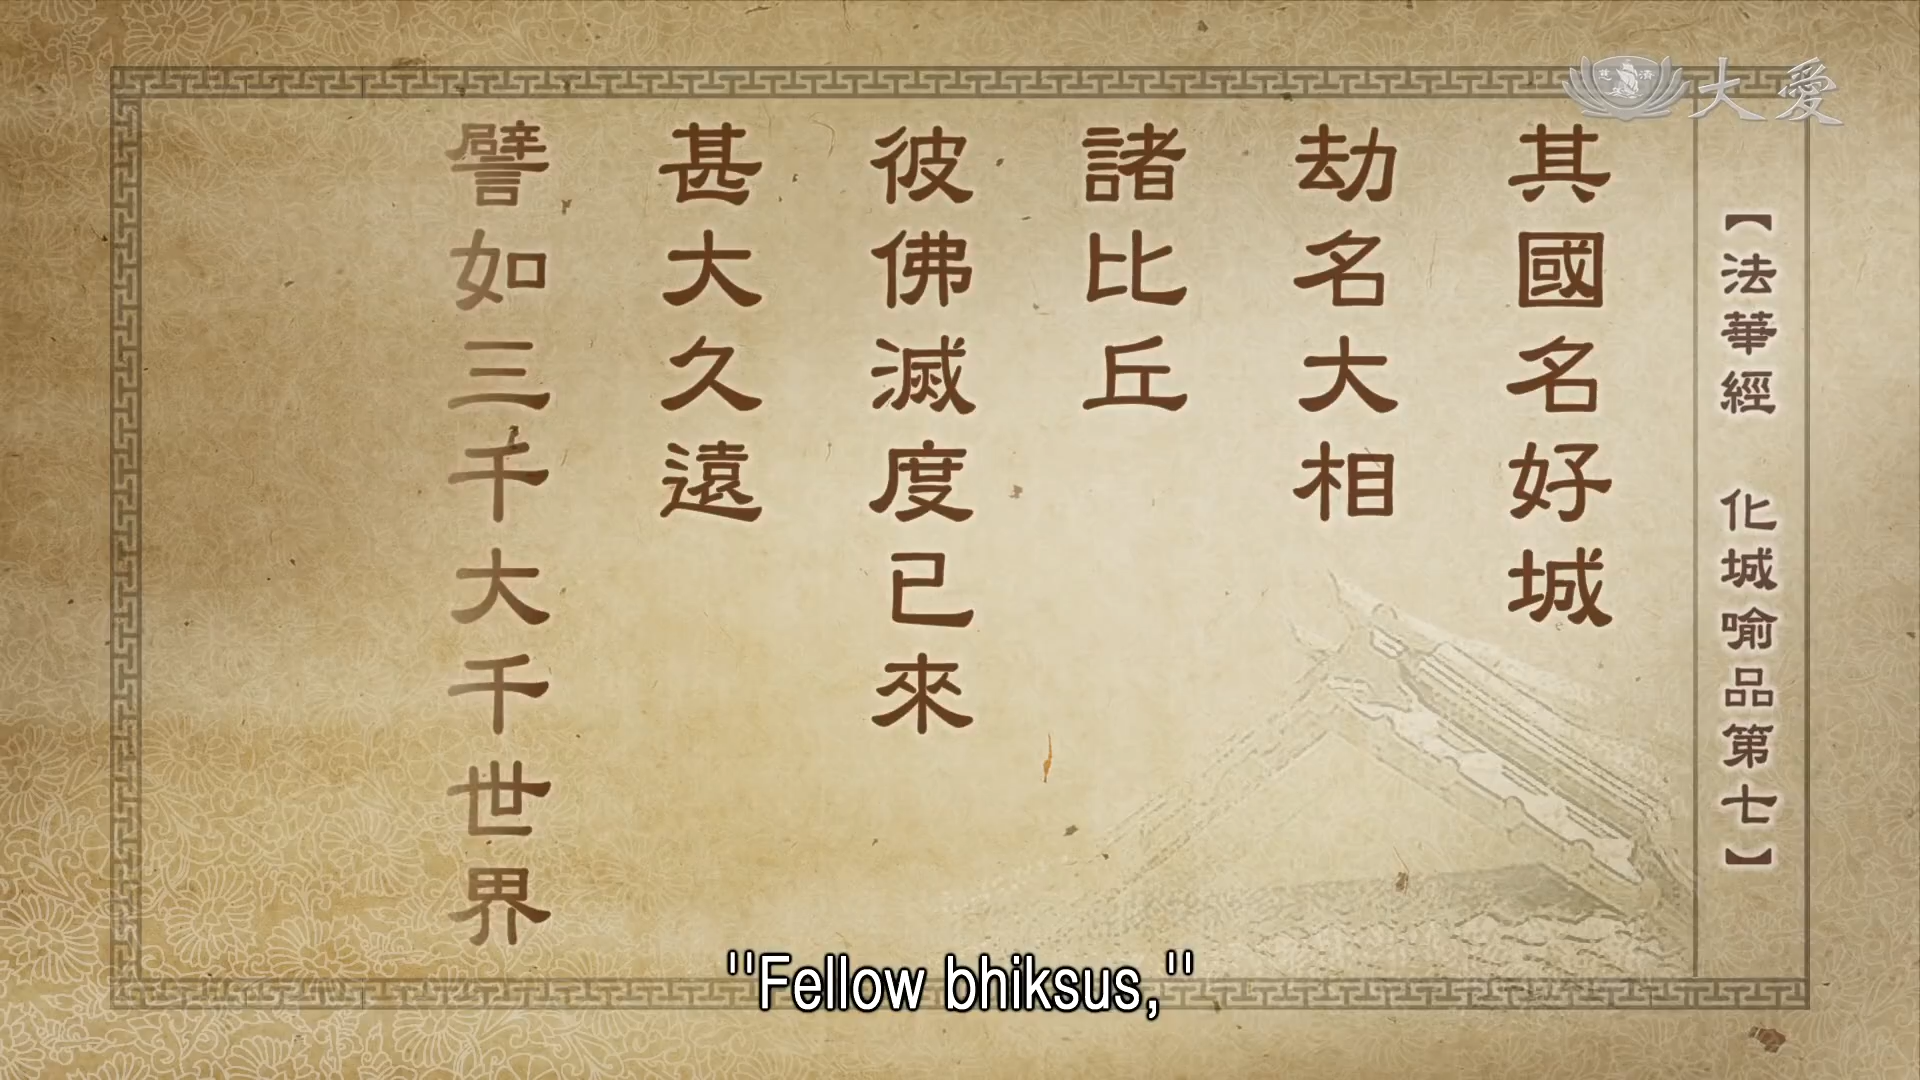 大愛
慈濟
【法華經 化城喻品第七】
其國名好城
劫名大相
諸比丘
彼佛滅度已來
甚大久遠
譬如三千大千世界
"Fellow bhiksus,"